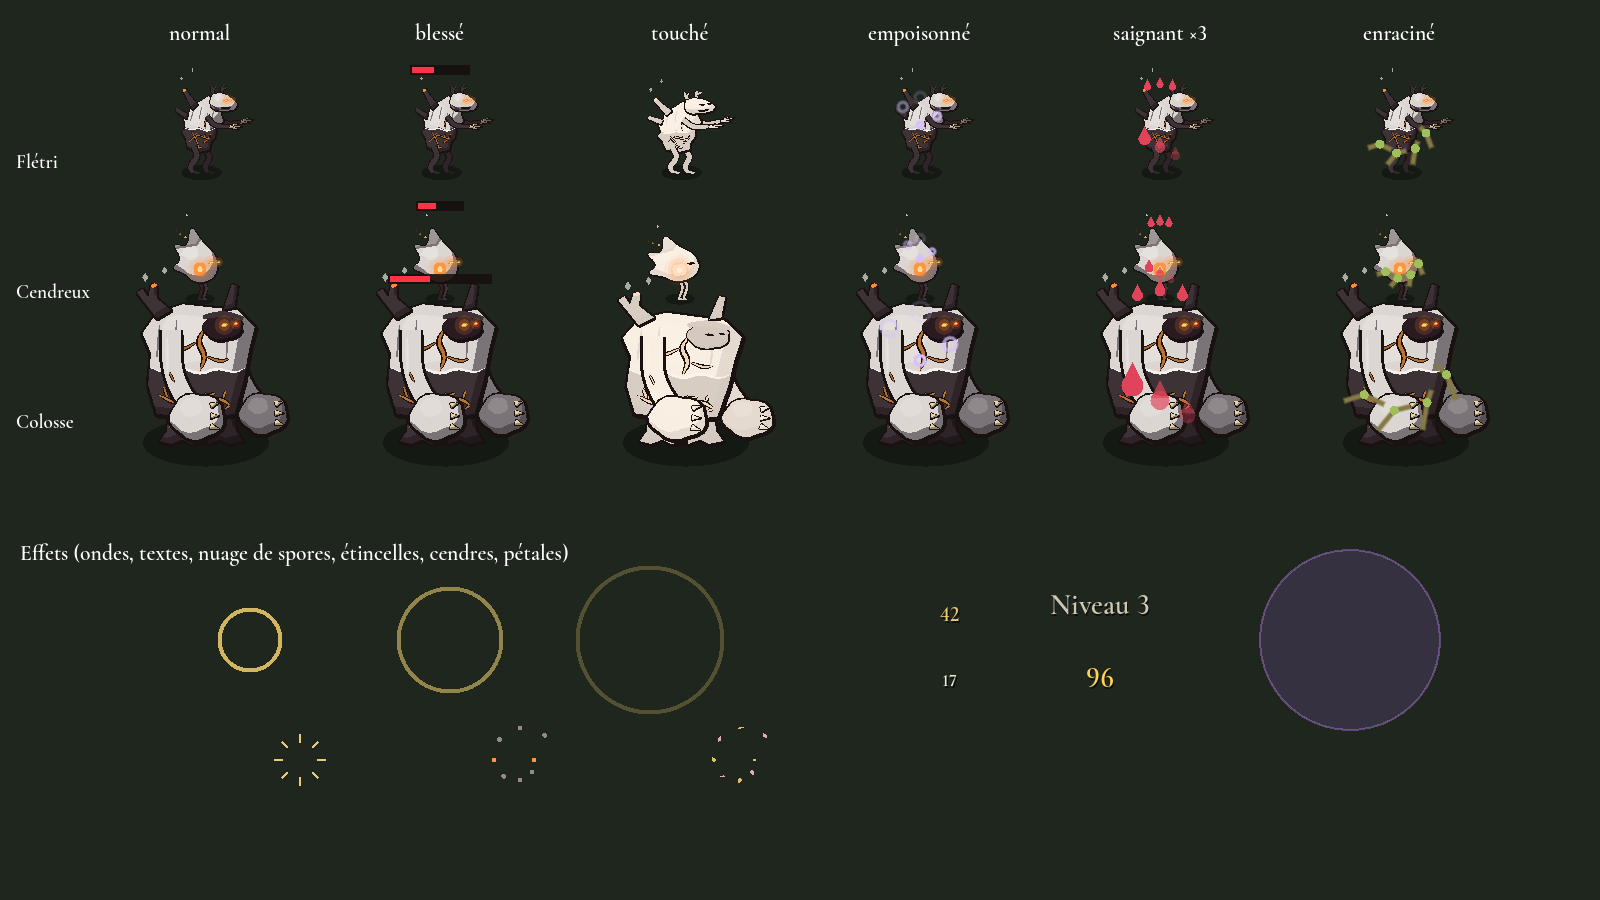 normal blessé touché empoisonné saignant ×3 enraciné
Flétri
Cendreux
Colosse
Effets (ondes, textes, nuage de spores, étincelles, cendres, pétales)
42 Niveau 3
17 96